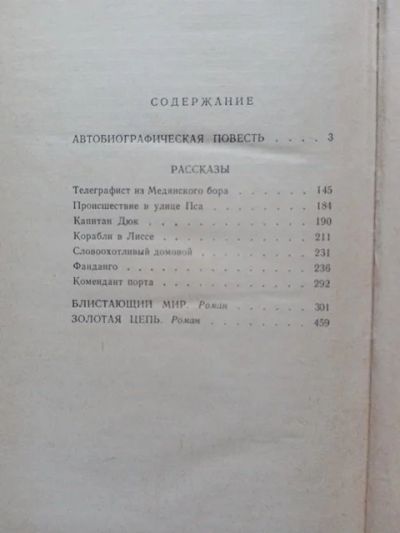 СОДЕРЖАНИЕ
АВТОБИОГРАФИЧЕСКАЯ ПОВЕСТЬ . . . . 3
РАССКАЗЫ
Телеграфист из Медянского бора . . . . . . 145
Происшествие в улице Пса . . . . . . . 184
Капитан Дюк . . . . . . . . . . . 190
Корабли в Лиссе . . . . . . . . . . 211
Словоохотливый домовой . . . . . . . . 231
Фанданго . . . . . . . . . . . . 236
Комендант порта . . . . . . . . . . 292
БЛИСТАЮЩИЙ МИР. Роман . . . . . . . 301
ЗОЛОТАЯ ЦЕПЬ. Роман . . . . . . . . 459